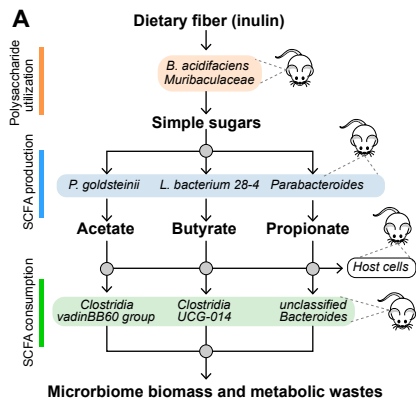 A
Dietary fiber (inulin)
Polysaccharide
utilization
B. acidifaciens
Muribaculaceae
Simple sugars
SCFA production
P. goldsteinii
L. bacterium 28-4
Parabacteroides
Acetate
Butyrate
Propionate
Host cells
SCFA consumption
Clostridia
vadinBB60 group
Clostridia
UCG-014
unclassified
Bacteroides
Microrbiome biomass and metabolic wastes